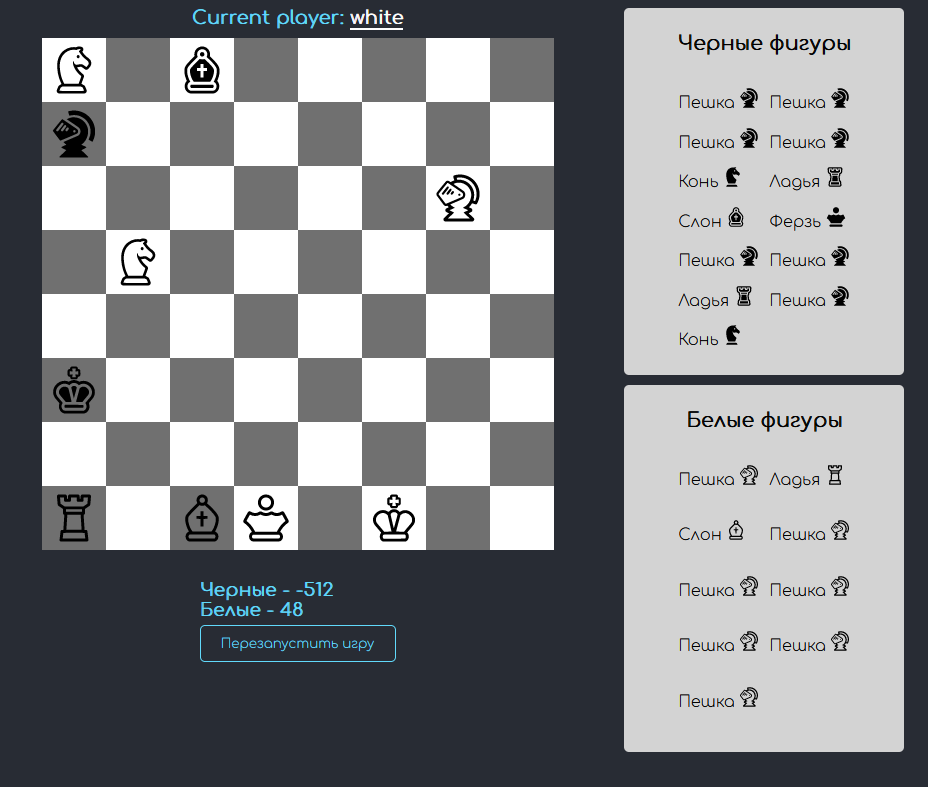 Current player: white
Черные фигуры
Пешка Пешка
Пешка Пешка
Конь Ладья
Слон Ферзь
Пешка Пешка
Ладья Пешка
Конь
Белые фигуры
Пешка Ладья
Слон Пешка
Пешка Пешка
Пешка Пешка
Пешка
Черные - -512
Белые - 48
Перезапустить игру